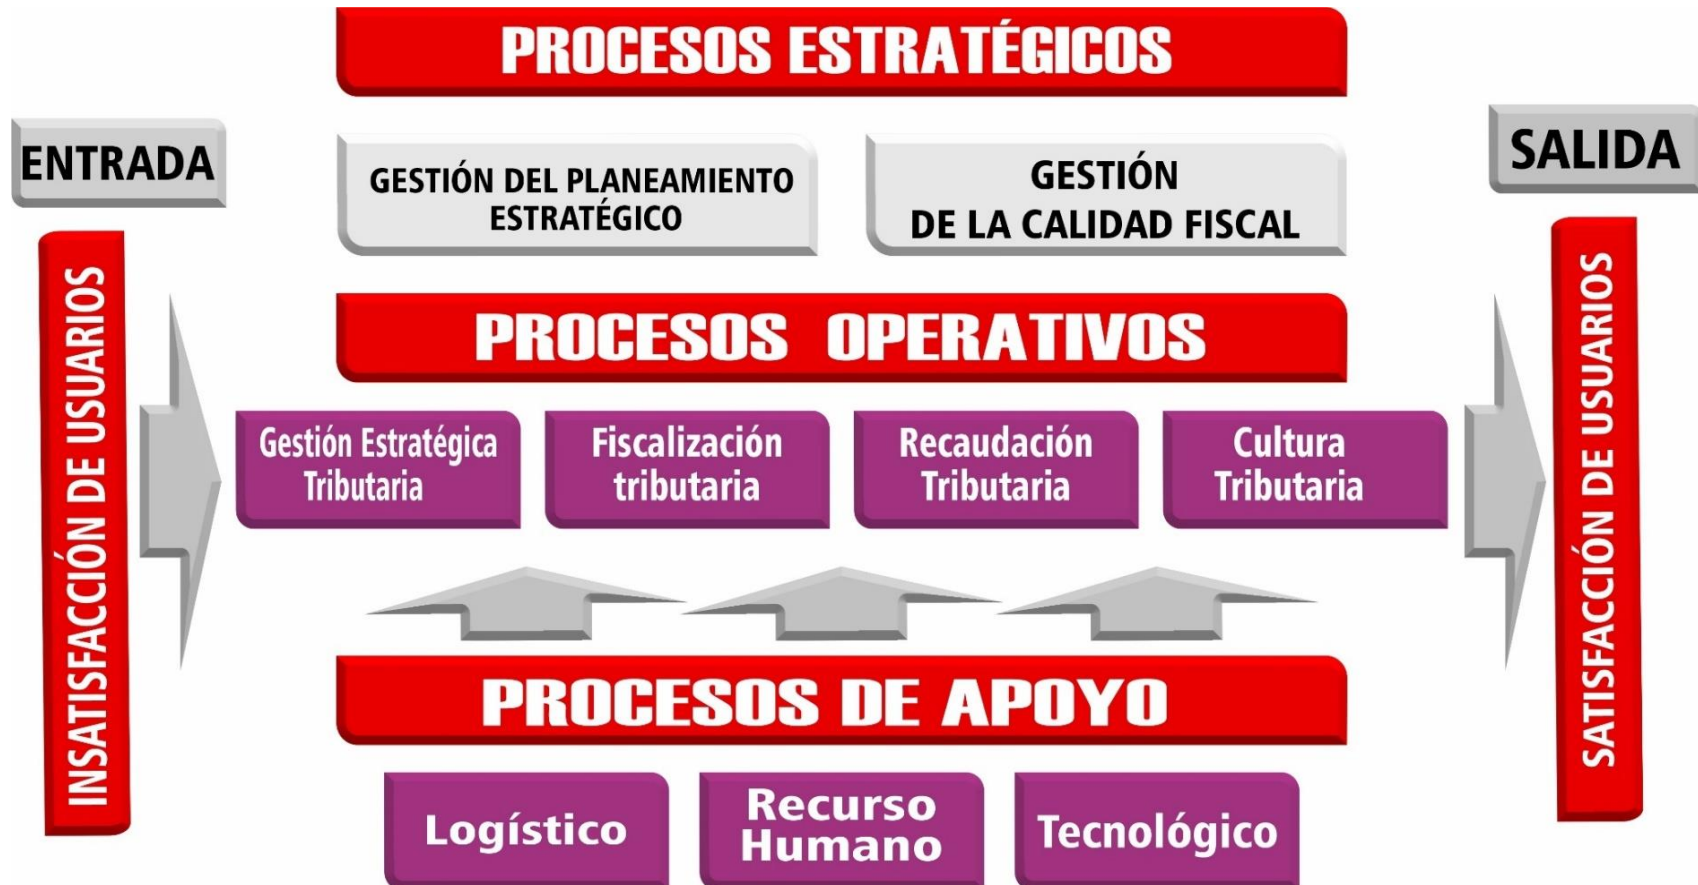 PROCESOS ESTRATÉGICOS
ENTRADA
GESTIÓN DEL PLANEAMIENTO
ESTRATÉGICO
GESTIÓN
DE LA CALIDAD FISCAL
SALIDA
INSATISFACCIÓN DE USUARIOS
PROCESOS OPERATIVOS
Gestión Estratégica
Tributaria
Fiscalización
tributaria
Recaudación
Tributaria
Cultura
Tributaria
SATISFACCIÓN DE USUARIOS
PROCESOS DE APOYO
Logístico
Recurso
Humano
Tecnológico